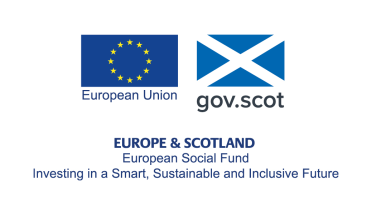 European Union
gov.scot
EUROPE & SCOTLAND
European Social Fund
Investing in a Smart, Sustainable and Inclusive Future